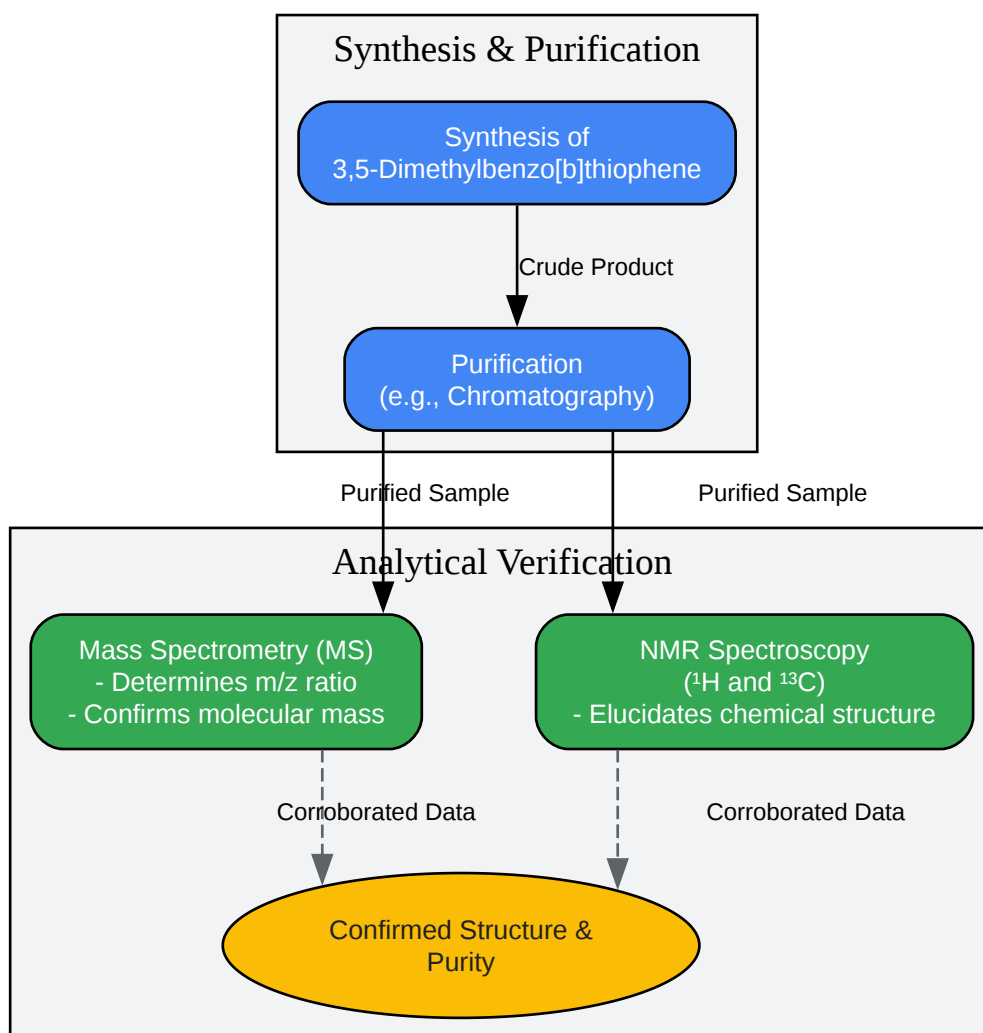 Synthesis & Purification
Synthesis of
3,5-Dimethylbenzo[b]thiophene
Crude Product
Purification
(e.g., Chromatography)
Purified Sample
Purified Sample
Analytical Verification
Mass Spectrometry (MS)
- Determines m/z ratio
- Confirms molecular mass
NMR Spectroscopy
(¹H and ¹³C)
- Elucidates chemical structure
Corroborated Data
Corroborated Data
Confirmed Structure &
Purity